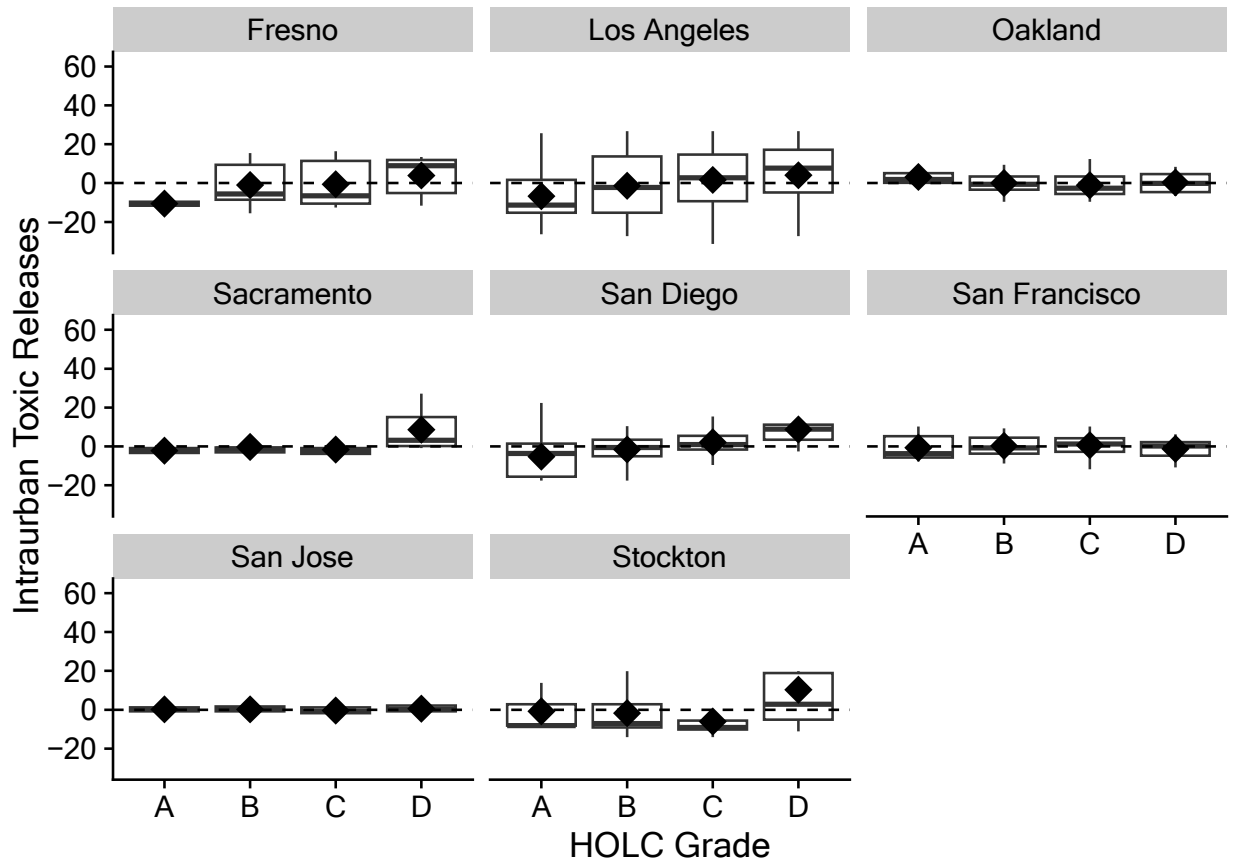 Fresno
Los Angeles
Oakland
60
40
20
0
−20
Sacramento
San Diego
San Francisco
60
40
20
0
−20
A B C D
San Jose
Stockton
60
40
20
0
−20
A B C D
A B C D
HOLC Grade
Intraurban Toxic Releases